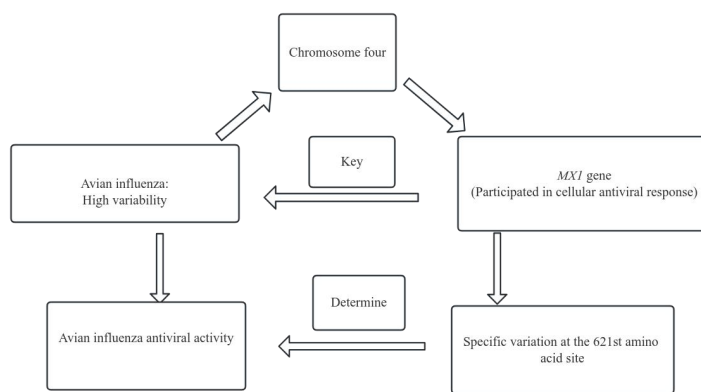 Chromosome four
Key
Avian influenza:
High variability
MX1 gene
(Participated in cellular antiviral response)
Determine
Avian influenza antiviral activity
Specific variation at the 621st amino
acid site